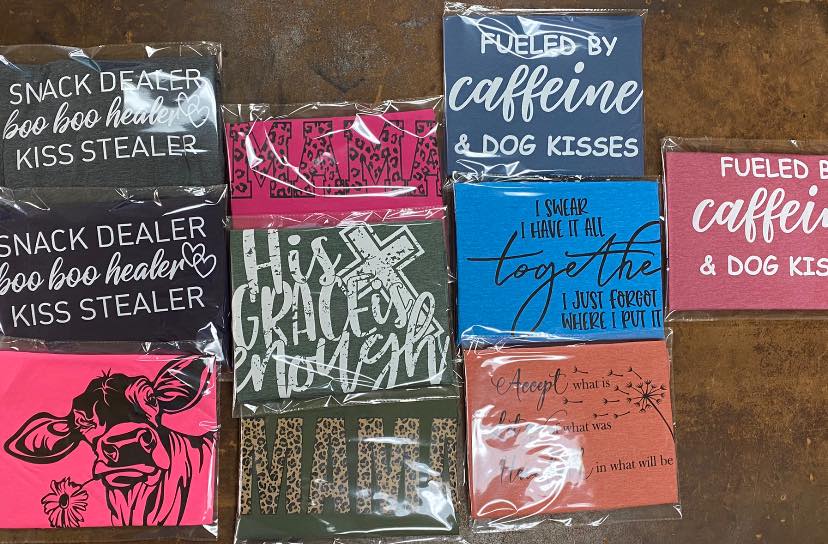 SNACK DEALER
boo boo healer
KISS STEALER
SNACK DEALER
boo boo healer
KISS STEALER
MAMA
His
GRACE is
enough
MAMA
FUELED BY
caffeine
& DOG KISSES
I SWEAR
I HAVE IT ALL
together
I JUST FORGOT
WHERE I PUT IT
Accept what is
what was
in what will be
FUELED B
caffei
& DOG KIS